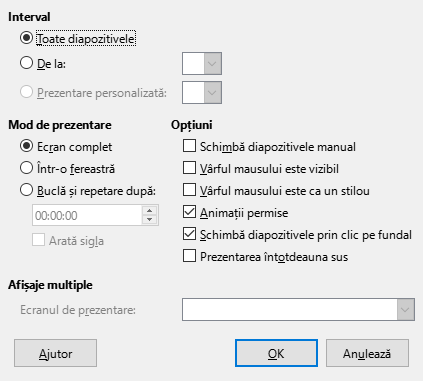 Interval
Toate diapozitivele
De la:
Prezentare personalizată:
Mod de prezentare
Ecran complet
Într-o fereastră
Buclă și repetare după:
00:00:00
Arată sigla
Opțiuni
Schimbă diapozitivele manual
Vârful mausului este vizibil
Vârful mausului este ca un stilou
Animații permise
Schimbă diapozitivele prin clic pe fundal
Prezentarea întotdeauna sus
Afișaje multiple
Ecranul de prezentare:
Ajutor
OK
Anulează